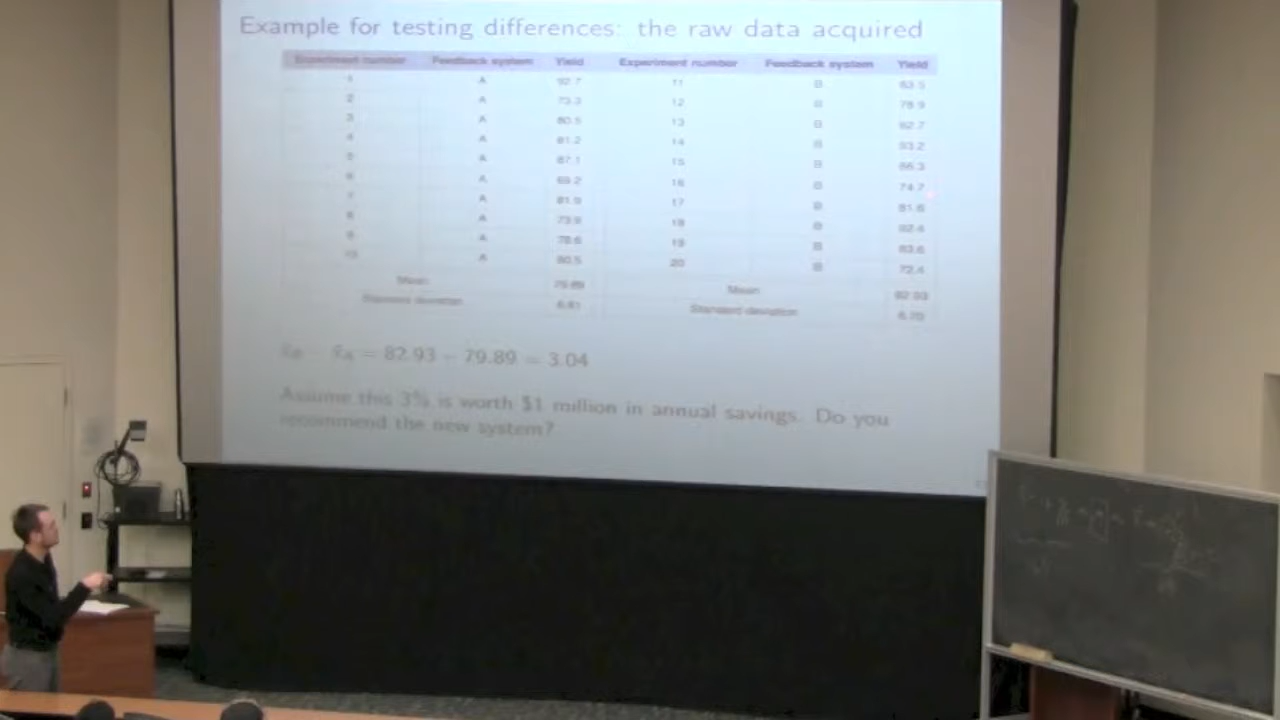 Example for testing differences: the raw data acquired
Experiment number Feedback system Yield Experiment number Feedback system Yield
1 A 92.7 11 B 83.5
2 A 73.3 12 B 78.9
3 A 80.5 13 B 82.7
4 A 81.2 14 B 93.2
5 A 87.1 15 B 86.3
6 A 69.2 16 B 74.7
7 A 81.9 17 B 81.6
8 A 73.9 18 B 92.4
9 A 78.6 19 B 83.6
10 A 80.5 20 B 72.4
Mean 79.89 Mean 82.93
Standard deviation 6.81 Standard deviation 6.70
= 82.93 − 79.89 = 3.04
Assume this 3% is worth $1 million in annual savings. Do you
recommend the new system?